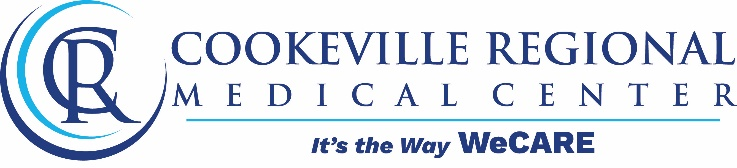 CR
COOKEVILLE REGIONAL
MEDICAL CENTER
It's the Way WeCARE